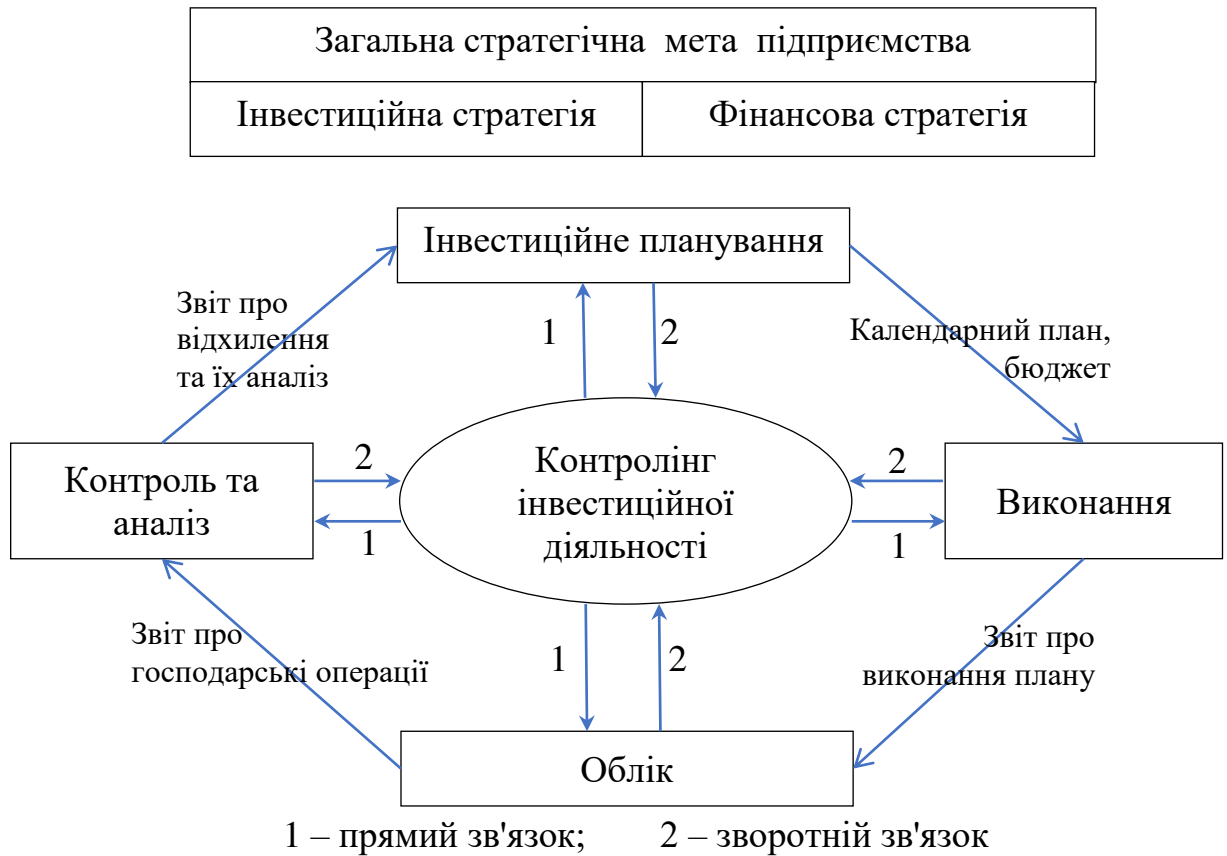 Загальна стратегічна мета підприємства
Інвестиційна стратегія
Фінансова стратегія
Інвестиційне планування
Звіт про
відхилення
та їх аналіз
1
2
Календарний план,
бюджет
Контроль та
аналіз
2
1
Контролінг
інвестиційної
діяльності
2
1
Виконання
Звіт про
господарські операції
1
2
Звіт про
виконання плану
Облік
1 – прямий зв'язок; 2 – зворотній зв'язок